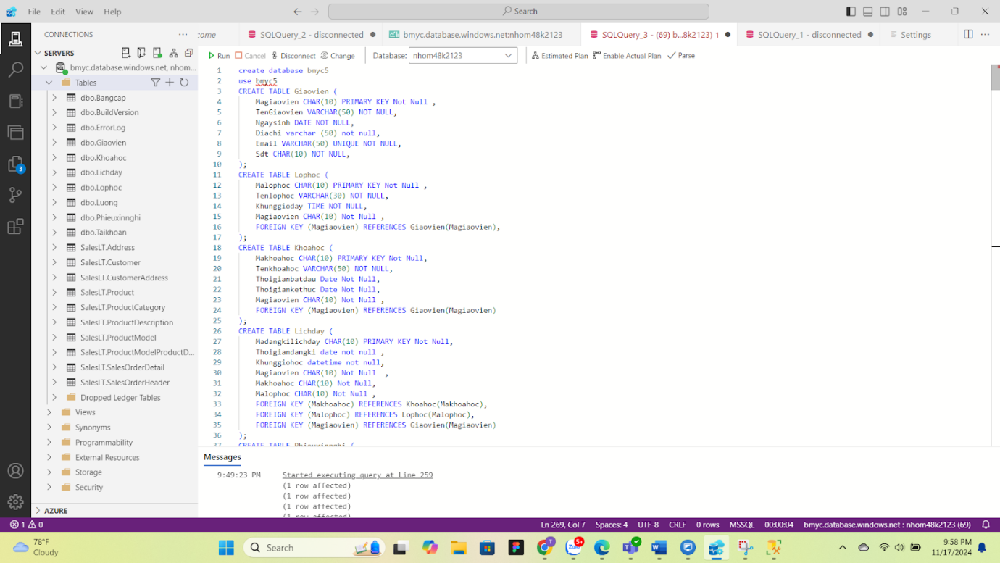 File Edit View Help
Search
CONNECTIONS
come
SQLQuery_2 - disconnected
bmyc.database.windows.net:nhom48k2123
SQLQuery_3 - (69) b...8k2123) 1
SQLQuery_1 - disconnected
Settings
SERVERS
bmyc.database.windows.net, nhom...
Tables
dbo.Bangcap
dbo.BuildVersion
dbo.ErrorLog
dbo.Giaovien
dbo.Khoahoc
dbo.Lichday
dbo.Lophoc
dbo.Luong
dbo.Phieuxinnghi
dbo.Taikhoan
SalesLT.Address
SalesLT.Customer
SalesLT.CustomerAddress
SalesLT.Product
SalesLT.ProductCategory
SalesLT.ProductDescription
SalesLT.ProductModel
SalesLT.ProductModelProductD...
SalesLT.SalesOrderDetail
SalesLT.SalesOrderHeader
Dropped Ledger Tables
Views
Synonyms
Programmability
External Resources
Storage
Security
AZURE
3
Run Cancel Disconnect Change Database: nhom48k2123 Estimated Plan Enable Actual Plan Parse
1 create database bmyc5
2 use bmyc5
3 CREATE TABLE Giaovien (
4 Magiaovien CHAR(10) PRIMARY KEY Not Null ,
5 TenGiaovien VARCHAR(50) NOT NULL,
6 Ngaysinh DATE NOT NULL,
7 Diachi varchar (50) not null,
8 Email VARCHAR(50) UNIQUE NOT NULL,
9 Sdt CHAR(10) NOT NULL,
10 );
11 CREATE TABLE Lophoc (
12 Malophoc CHAR(10) PRIMARY KEY Not Null ,
13 Tenlophoc VARCHAR(30) NOT NULL,
14 Khunggioday TIME NOT NULL,
15 Magiaovien CHAR(10) Not Null ,
16 FOREIGN KEY (Magiaovien) REFERENCES Giaovien(Magiaovien),
17 );
18 CREATE TABLE Khoahoc (
19 Makhoahoc CHAR(10) PRIMARY KEY Not Null,
20 Tenkhoahoc VARCHAR(50) NOT NULL,
21 Thoigianbatdau Date Not Null,
22 Thoigiankethuc Date Not Null,
23 Magiaovien CHAR(10) Not Null ,
24 FOREIGN KEY (Magiaovien) REFERENCES Giaovien(Magiaovien)
25 );
26 CREATE TABLE Lichday (
27 Madangkilichday CHAR(10) PRIMARY KEY Not Null,
28 Thoigiandangki date not null ,
29 Khunggiohoc datetime not null,
30 Magiaovien CHAR(10) Not Null ,
31 Makhoahoc CHAR(10) Not Null,
32 Malophoc CHAR(10) Not Null ,
33 FOREIGN KEY (Makhoahoc) REFERENCES Khoahoc(Makhoahoc),
34 FOREIGN KEY (Malophoc) REFERENCES Lophoc(Malophoc),
35 FOREIGN KEY (Magiaovien) REFERENCES Giaovien(Magiaovien)
36 );
37 CREATE TABLE Phieuxinnghi (
Messages
9:49:23 PM Started executing query at Line 259
(1 row affected)
(1 row affected)
(1 row affected)
(1 row affected)
1 0
Ln 269, Col 7 Spaces: 4 UTF-8 CRLF 0 rows MSSQL 00:00:04 bmyc.database.windows.net : nhom48k2123 (69)
78°F
Cloudy
Search
T
Zalo
5+
W
9:58 PM
11/17/2024